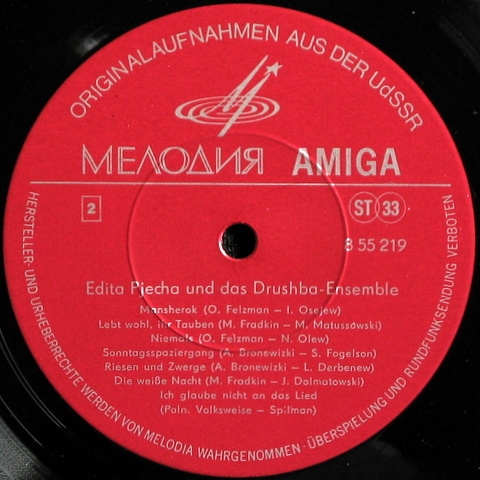 ORIGINALAUFNAHMEN AUS DER UdSSR
МЕЛОДИЯ AMIGA
2
ST 33
8 55 219
Edita Pjecha und das Drushba-Ensemble
Mansherok (O. Felzman – I. Osejew)
Lebt wohl, ihr Tauben (M. Fradkin – M. Matussowski)
Niemals (O. Felzman – N. Olew)
Sonntagsspaziergang (A. Bronewizki – S. Fogelson)
Riesen und Zwerge (A. Bronewizki – L. Derbenew)
Die weiße Nacht (M. Fradkin – J. Dolmotowski)
Ich glaube nicht an das Lied
(Poln. Volksweise – Spilman)
HERSTELLER- UND URHEBERRECHTE WERDEN VON MELODIA WAHRGENOMMEN · ÜBERSPIELUNG UND RUNDFUNKSENDUNG VERBOTEN